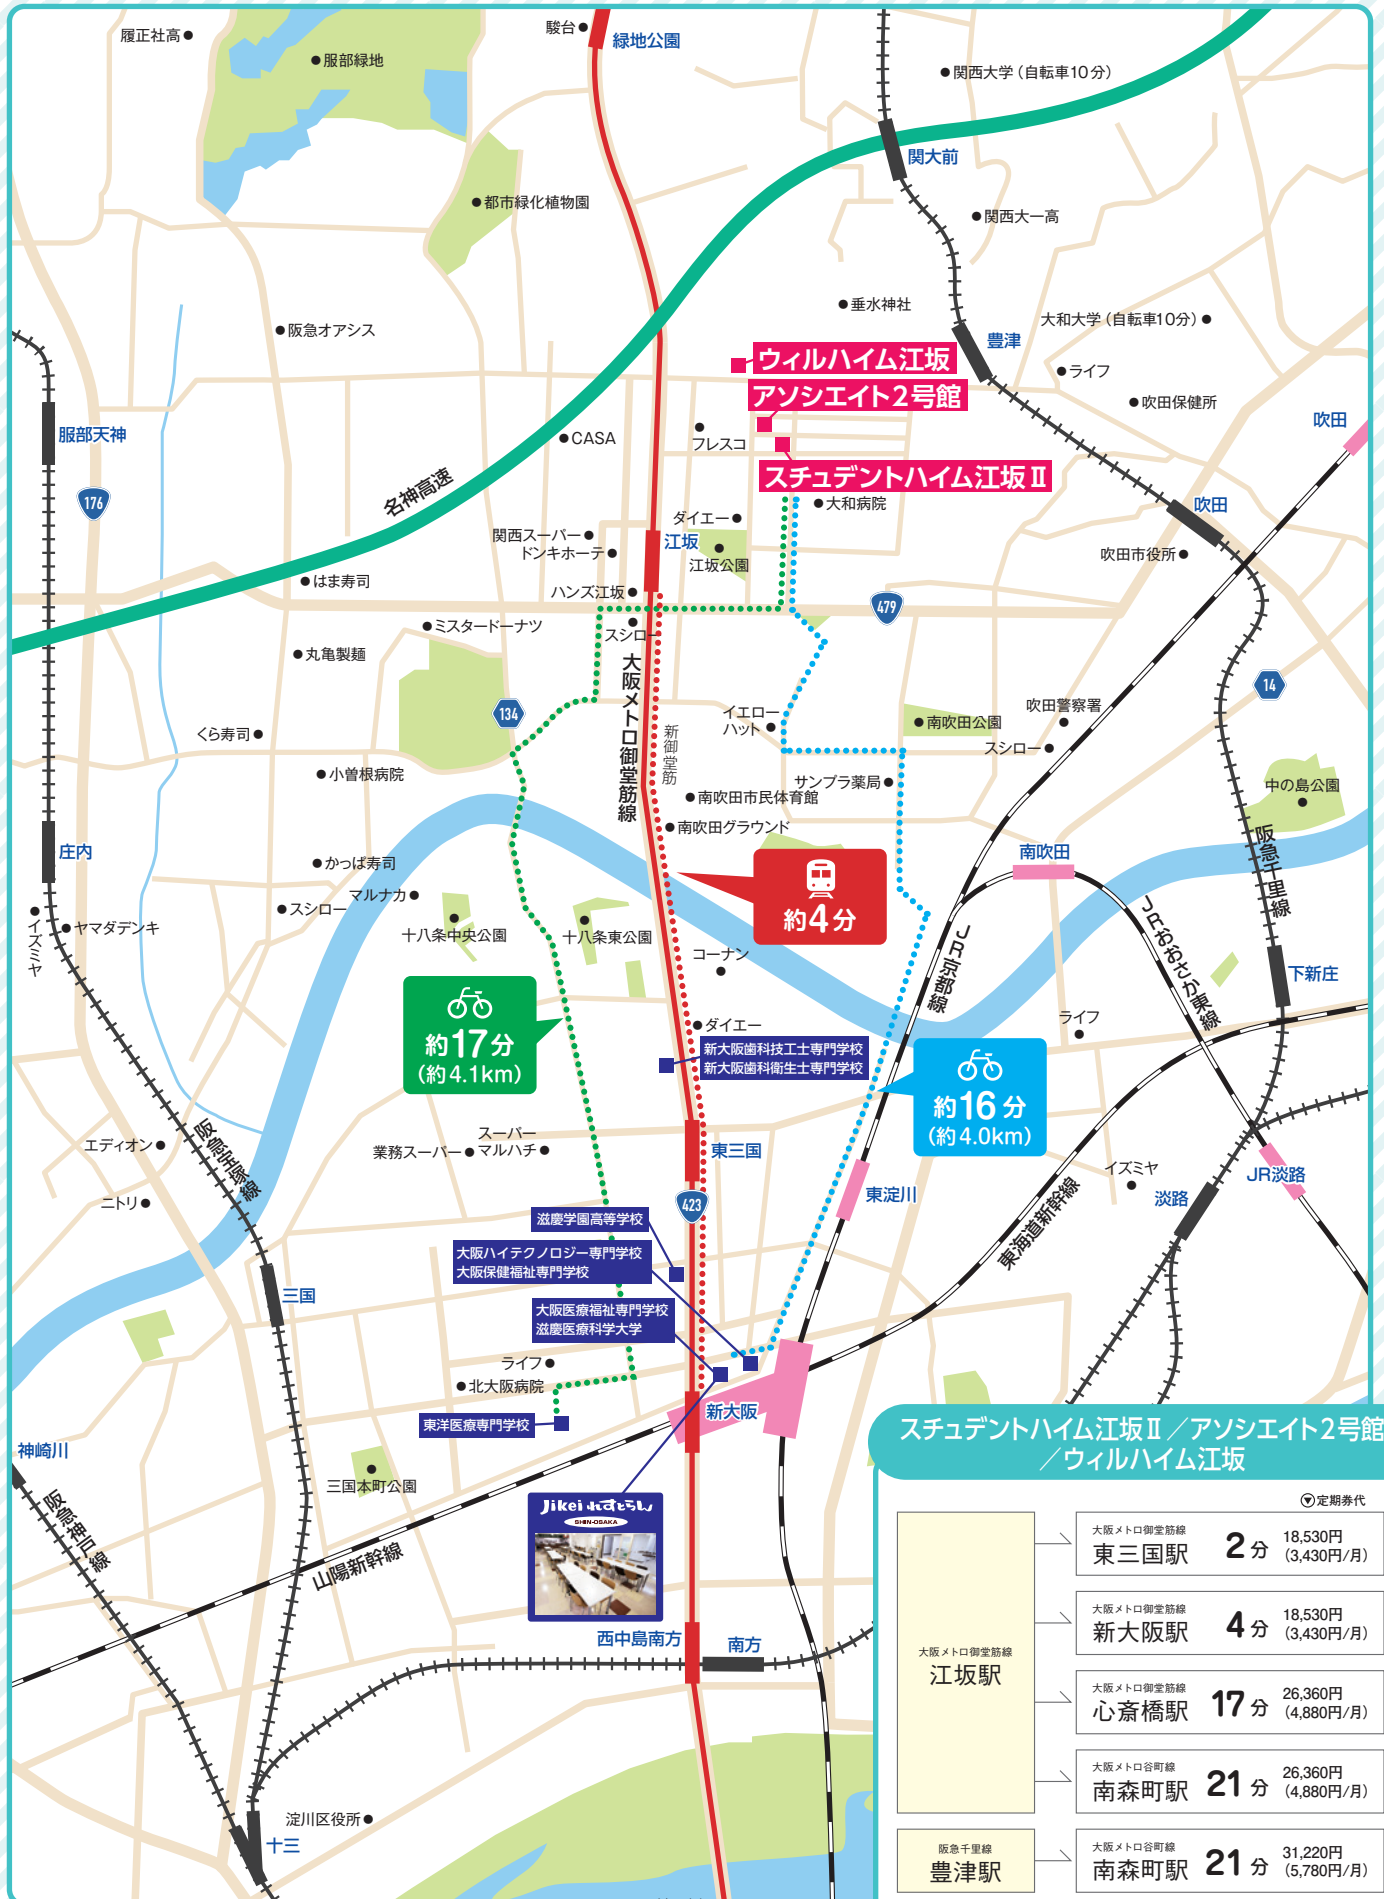 履正社高
服部緑地
駿台
緑地公園
関西大学（自転車10分）
関大前
都市緑化植物園
関西大一高
垂水神社
大和大学（自転車10分）
阪急オアシス
豊津
ウィルハイム江坂
ライフ
アソシエイト2号館
吹田保健所
吹田
服部天神
CASA
フレスコ
スチュデントハイム江坂Ⅱ
176
名神高速
大和病院
吹田
ダイエー
関西スーパー
ドンキホーテ
江坂
江坂公園
吹田市役所
はま寿司
ハンズ江坂
479
ミスタードーナツ
スシロー
丸亀製麺
大阪メトロ御堂筋線
14
134
イエロー
ハット
吹田警察署
南吹田公園
新御堂筋
くら寿司
スシロー
小曽根病院
サンプラ薬局
中の島公園
南吹田市民体育館
南吹田グラウンド
阪急千里線
庄内
南吹田
かっぱ寿司
約4分
マルナカ
スシロー
イズミヤ
ヤマダデンキ
十八条中央公園
十八条東公園
JRおおさか東線
JR京都線
コーナン
下新庄
約17分
（約4.1km）
ダイエー
ライフ
新大阪歯科技工士専門学校
新大阪歯科衛生士専門学校
約16分
（約4.0km）
エディオン
阪急宝塚線
スーパー
マルハチ
業務スーパー
東三国
イズミヤ
JR淡路
東淀川
淡路
ニトリ
423
東海道新幹線
滋慶学園高等学校
大阪ハイテクノロジー専門学校
大阪保健福祉専門学校
三国
大阪医療福祉専門学校
滋慶医療科学大学
ライフ
北大阪病院
新大阪
東洋医療専門学校
神崎川
三国本町公園
阪急神戸線
山陽新幹線
Jikeiれすとらん
SHIN-OSAKA
西中島南方
南方
淀川区役所
十三
スチュデントハイム江坂Ⅱ／アソシエイト2号館
／ウィルハイム江坂
定期券代
大阪メトロ御堂筋線
江坂駅
大阪メトロ御堂筋線
東三国駅 2分 18,530円
（3,430円/月）
大阪メトロ御堂筋線
新大阪駅 4分 18,530円
（3,430円/月）
大阪メトロ御堂筋線
心斎橋駅 17分 26,360円
（4,880円/月）
大阪メトロ谷町線
南森町駅 21分 26,360円
（4,880円/月）
阪急千里線
豊津駅
大阪メトロ谷町線
南森町駅 21分 31,220円
（5,780円/月）